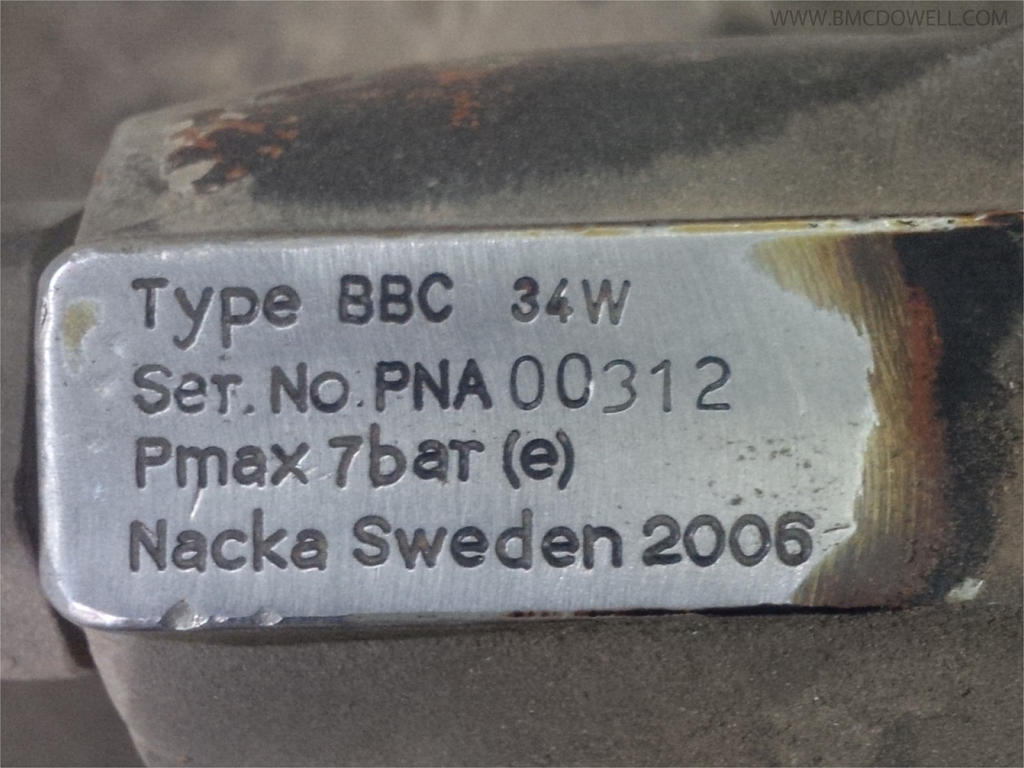 WWW.BMCDOWELL.COM
Type BBC 34W
Ser. No. PNA 00312
Pmax 7bar (e)
Nacka Sweden 2006